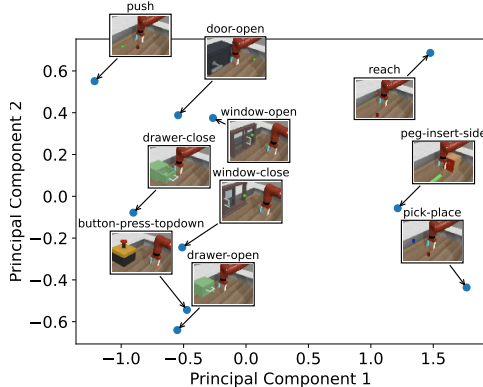 push
door-open
reach
window-open
drawer-close
peg-insert-side
window-close
pick-place
button-press-topdown
drawer-open
Principal Component 2
0.6
0.4
0.2
0.0
−0.2
−0.4
−0.6
−1.0
−0.5
0.0
0.5
1.0
1.5
Principal Component 1